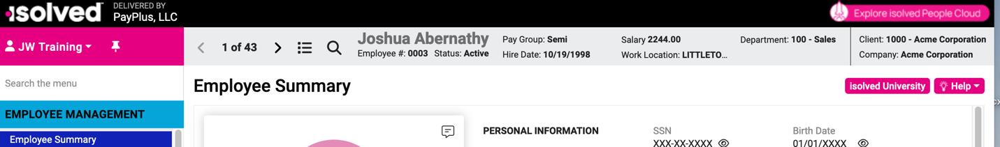 isolved
DELIVERED BY
PayPlus, LLC
Explore isolved People Cloud
JW Training
1 of 43
Joshua Abernathy
Employee #: 0003 Status: Active
Pay Group: Semi
Hire Date: 10/19/1998
Salary 2244.00
Work Location: LITTLETO...
Department: 100 - Sales
Client: 1000 - Acme Corporation
Company: Acme Corporation
Search the menu
Employee Summary
isolved University
Help
EMPLOYEE MANAGEMENT
Employee Summary
PERSONAL INFORMATION
SSN
XXX-XX-XXXX
Birth Date
01/01/XXXX